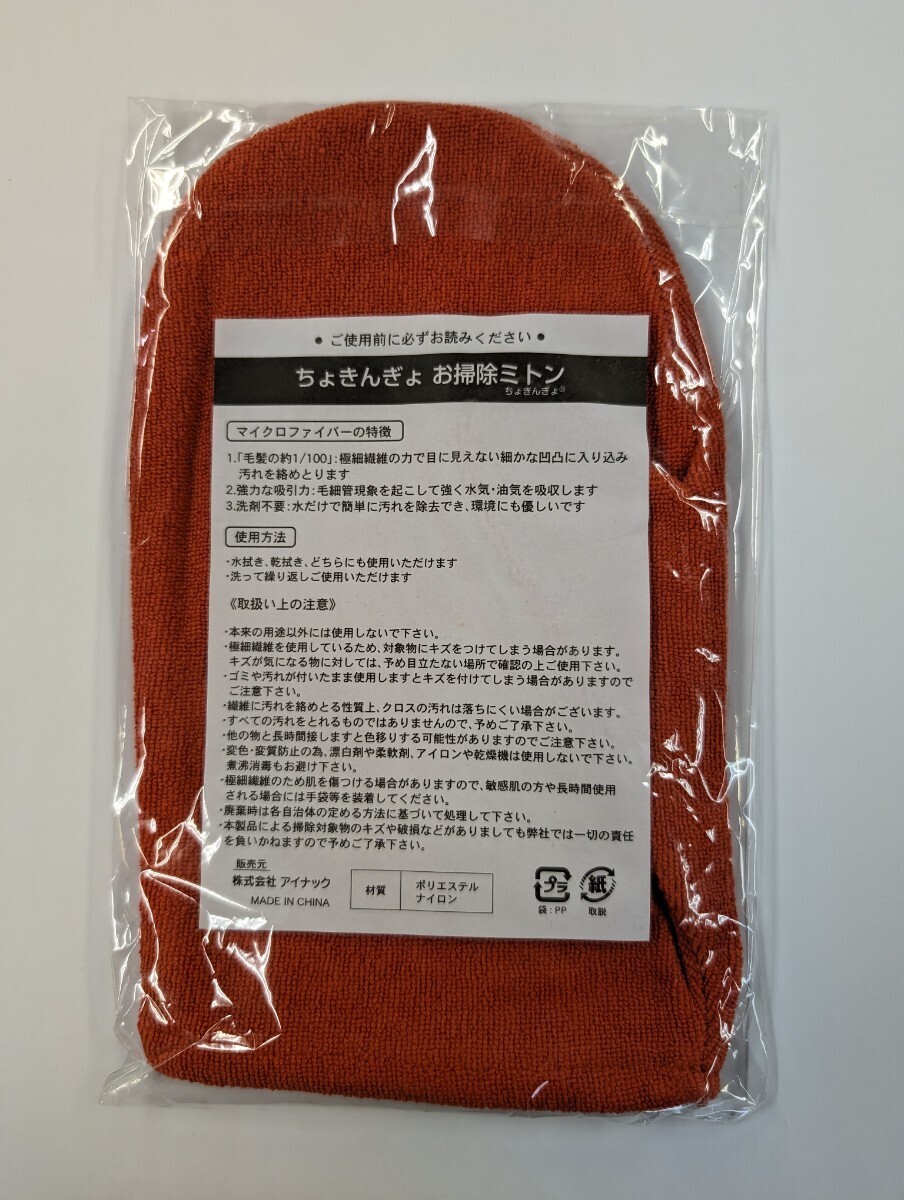 ● ご使用前に必ずお読みください ●
ちょきんぎょ お掃除ミトン
ちょきんぎょ®
マイクロファイバーの特徴
1.「毛髪の約1/100」：極細繊維の力で目に見えない細かな凹凸に入り込み
汚れを絡めとります
2.強力な吸引力：毛細管現象を起こして強く水気・油気を吸収します
3.洗剤不要：水だけで簡単に汚れを除去でき、環境にも優しいです
使用方法
・水拭き、乾拭き、どちらにも使用いただけます
・洗って繰り返しご使用いただけます
《取扱い上の注意》
・本来の用途以外には使用しないで下さい。
・極細繊維を使用しているため、対象物にキズをつけてしまう場合があります。
キズが気になる物に対しては、予め目立たない場所で確認の上ご使用下さい。
・ゴミや汚れが付いたまま使用しますとキズを付けてしまう場合がありますので
ご注意下さい。
・繊維に汚れを絡めとる性質上、クロスの汚れは落ちにくい場合がございます。
・すべての汚れをとれるものではありませんので、予めご了承下さい。
・他の物と長時間接しますと色移りする可能性がありますのでご注意下さい。
・変色・変質防止の為、漂白剤や柔軟剤、アイロンや乾燥機は使用しないで下さい。
煮沸消毒もお避け下さい。
・極細繊維のため肌を傷つける場合がありますので、敏感肌の方や長時間使用
される場合には手袋等を装着してください。
・廃棄時は各自治体の定める方法に基づいて処理して下さい。
・本製品による掃除対象物のキズや破損などがありましても弊社では一切の責任
を負いかねますので予めご了承下さい。
販売元
株式会社 アイナック
MADE IN CHINA
材質
ポリエステル
ナイロン
プラ
袋：PP
紙
取説